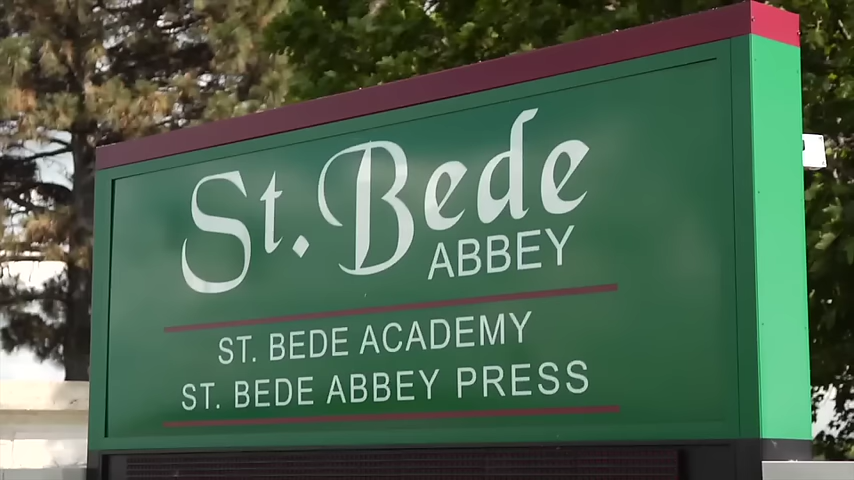 St. Bede
ABBEY
ST. BEDE ACADEMY
ST. BEDE ABBEY PRESS